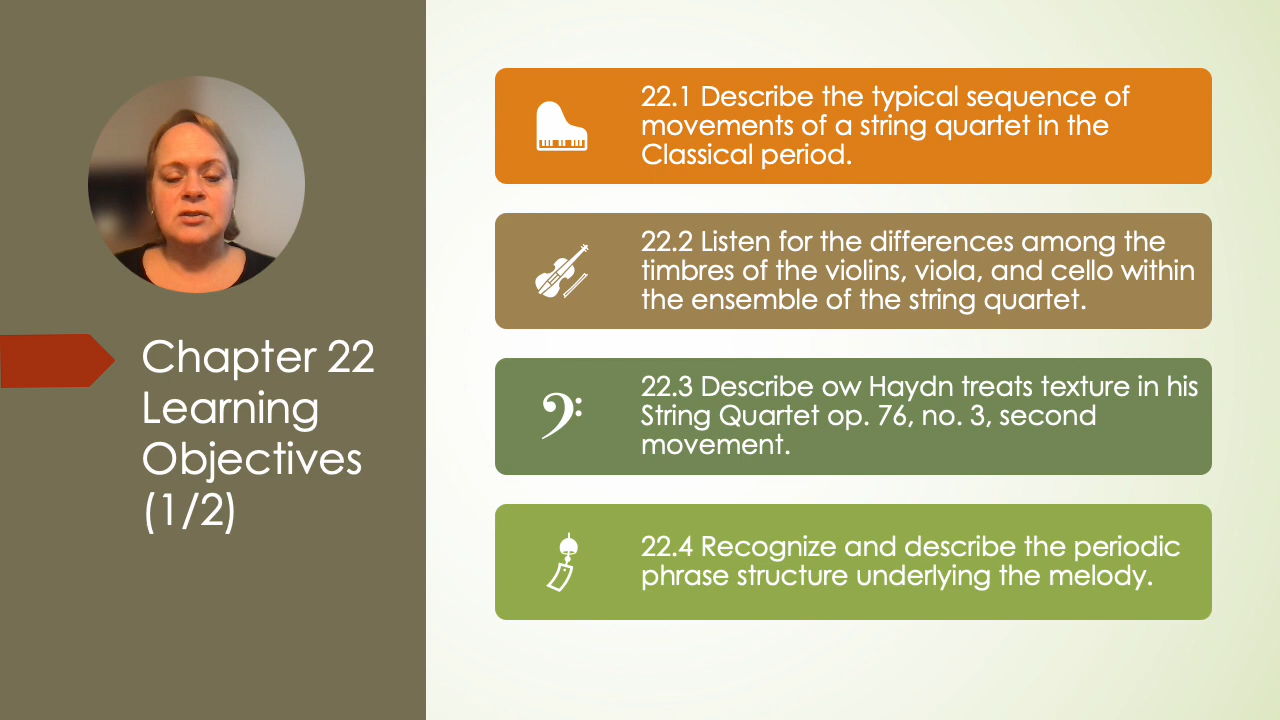 Chapter 22
Learning
Objectives
(1/2)
22.1 Describe the typical sequence of
movements of a string quartet in the
Classical period.
22.2 Listen for the differences among the
timbres of the violins, viola, and cello within
the ensemble of the string quartet.
22.3 Describe ow Haydn treats texture in his
String Quartet op. 76, no. 3, second
movement.
22.4 Recognize and describe the periodic
phrase structure underlying the melody.